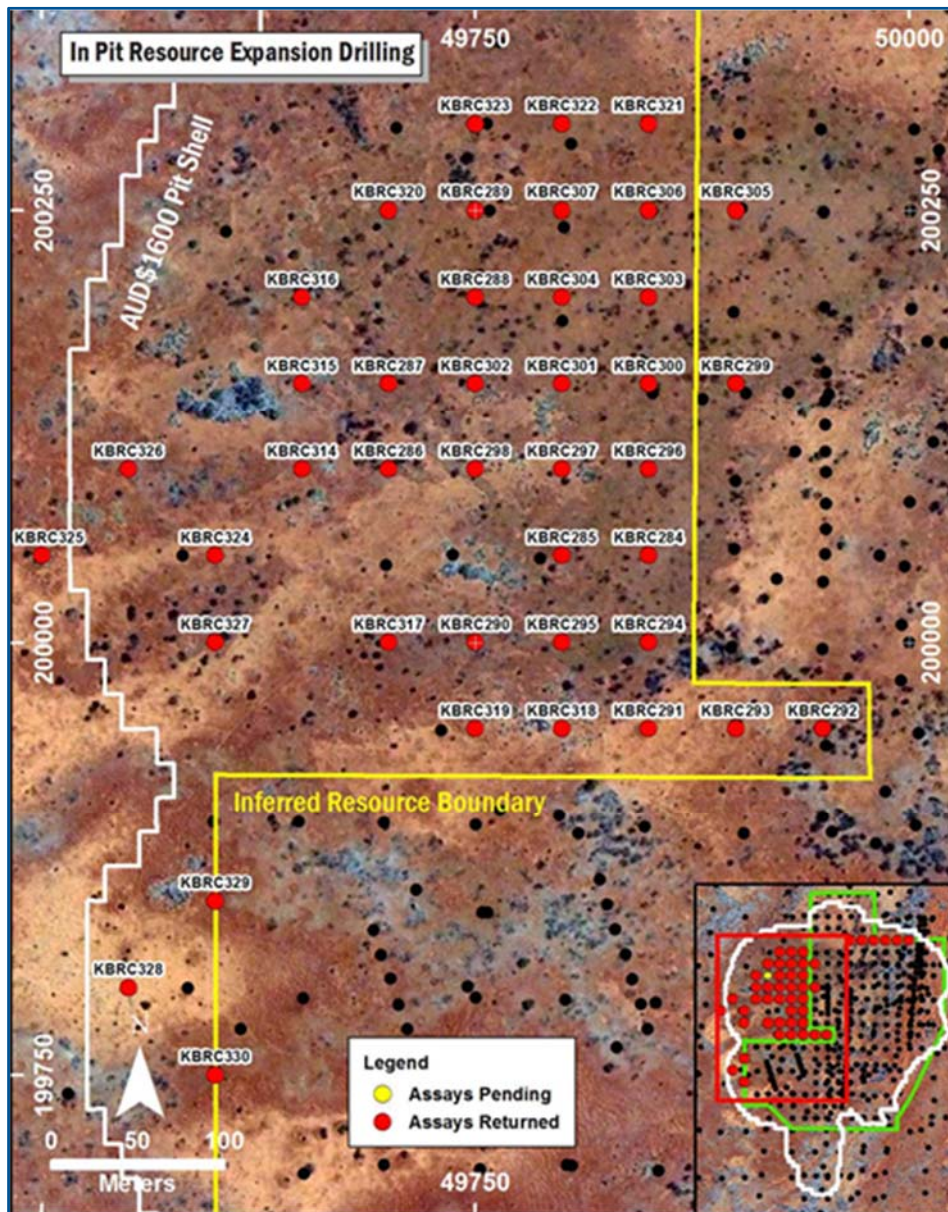 In Pit Resource Expansion Drilling
49750
50000
KBRC323
KBRC322
KBRC321
AUD$1600 Pit Shell
200250
KBRC320
KBRC289
KBRC307
KBRC306
KBRC305
200250
KBRC316
KBRC288
KBRC304
KBRC303
KBRC315
KBRC287
KBRC302
KBRC301
KBRC300
KBRC299
KBRC326
KBRC314
KBRC286
KBRC298
KBRC297
KBRC296
KBRC325
KBRC324
KBRC285
KBRC284
200000
KBRC327
KBRC317
KBRC290
KBRC295
KBRC294
200000
KBRC319
KBRC318
KBRC291
KBRC293
KBRC292
Inferred Resource Boundary
KBRC329
KBRC328
199750
KBRC330
Z
Legend
Assays Pending
Assays Returned
0 50 100
Meters
49750